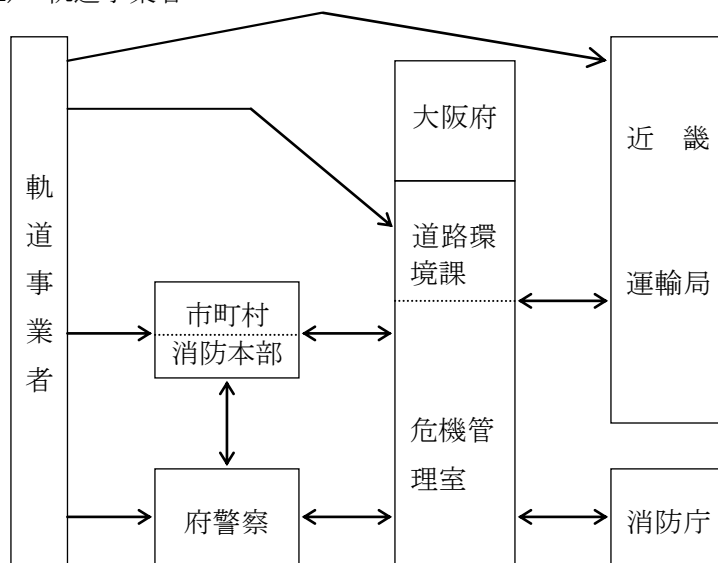 軌道事業者
大阪府
道路環
境課
危機管
理室
市町村
消防本部
府警察
近　畿
運輸局
消防庁